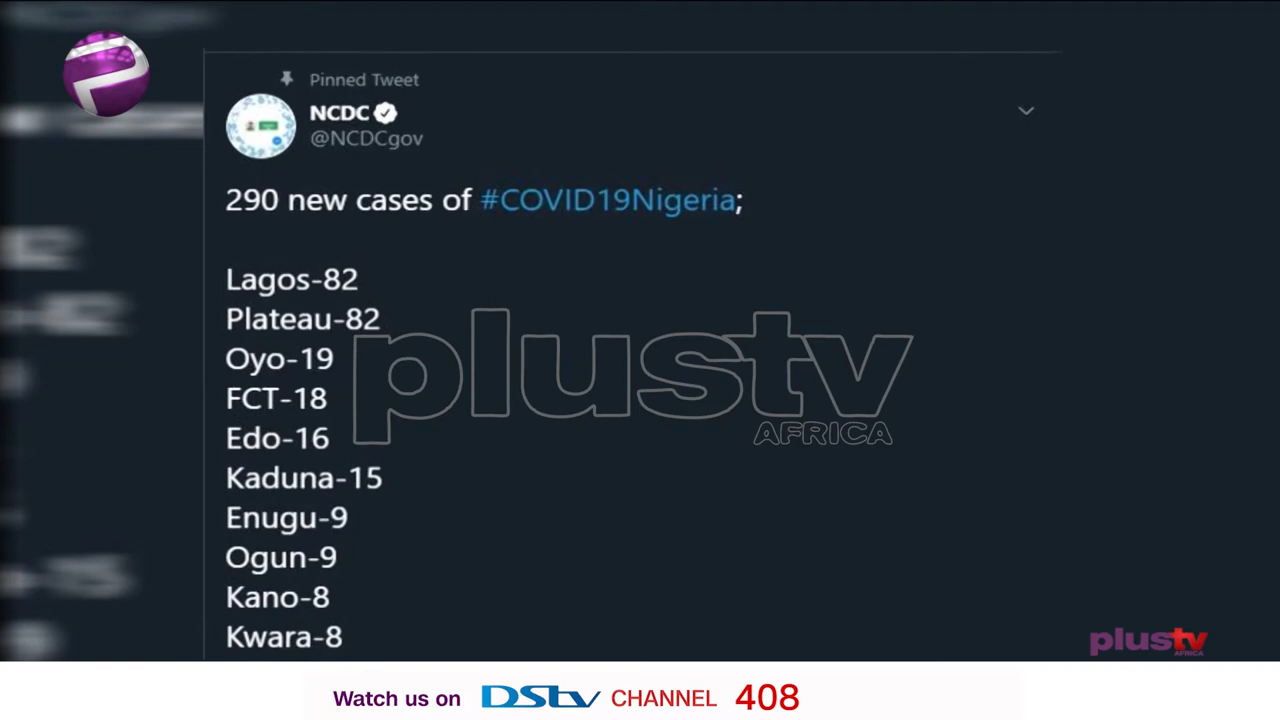 Pinned Tweet
NCDC
@NCDCgov
290 new cases of #COVID19Nigeria;
Lagos-82
Plateau-82
Oyo-19
FCT-18
Edo-16
Kaduna-15
Enugu-9
Ogun-9
Kano-8
Kwara-8
plustv
AFRICA
plustv
AFRICA
Watch us on DStv CHANNEL 408